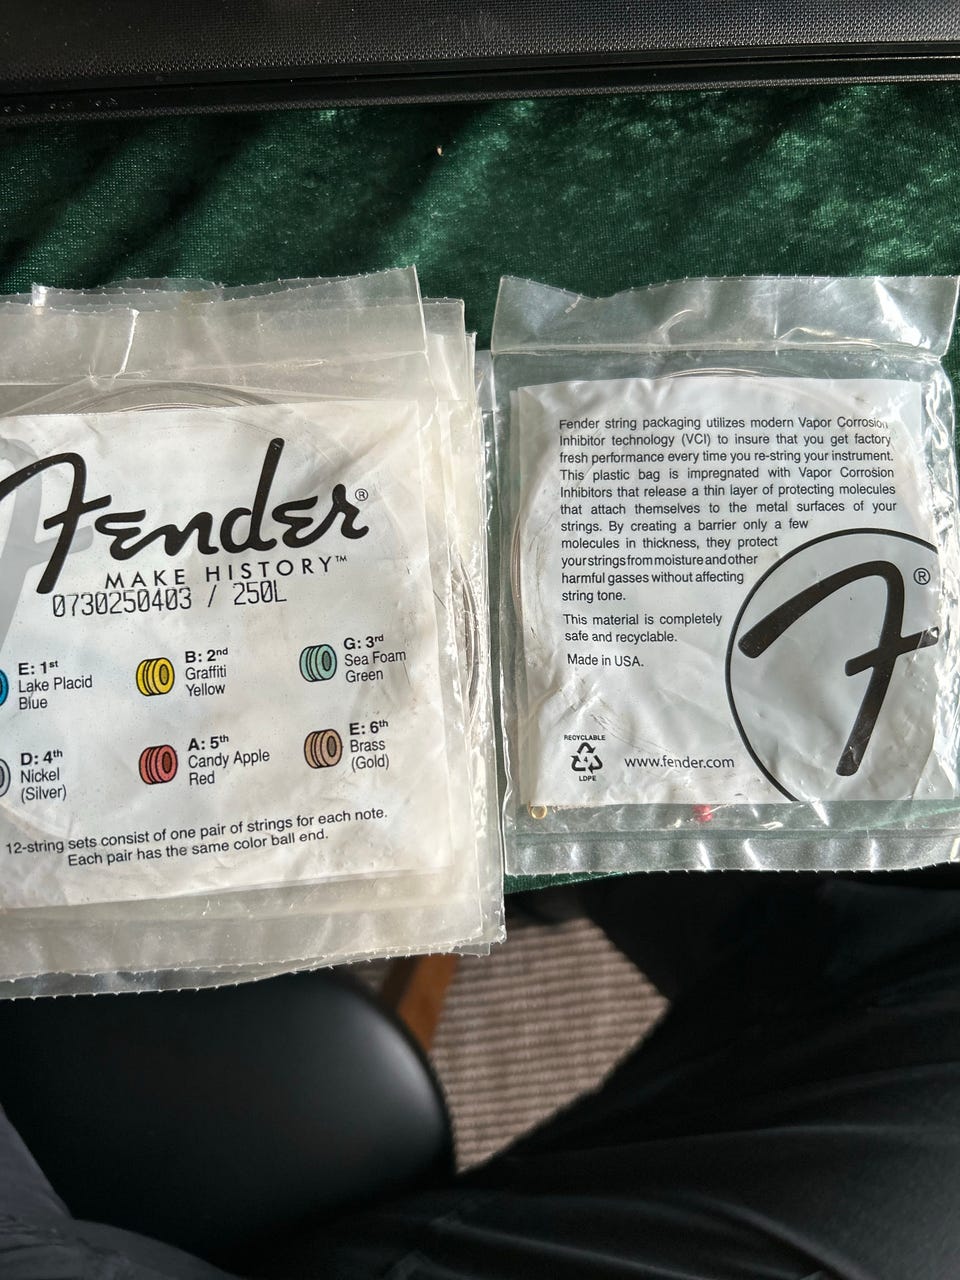 Fender®
MAKE HISTORY™
0730250403 / 250L
E: 1st
Lake Placid
Blue
B: 2nd
Graffiti
Yellow
G: 3rd
Sea Foam
Green
D: 4th
Nickel
(Silver)
A: 5th
Candy Apple
Red
E: 6th
Brass
(Gold)
12-string sets consist of one pair of strings for each note.
Each pair has the same color ball end.
Fender string packaging utilizes modern Vapor Corrosion
Inhibitor technology (VCI) to insure that you get factory
fresh performance every time you re-string your instrument.
This plastic bag is impregnated with Vapor Corrosion
Inhibitors that release a thin layer of protecting molecules
that attach themselves to the metal surfaces of your
strings. By creating a barrier only a few
molecules in thickness, they protect
your strings from moisture and other
harmful gasses without affecting
string tone.
This material is completely
safe and recyclable.
Made in USA.
RECYCLABLE
LDPE
www.fender.com
F®